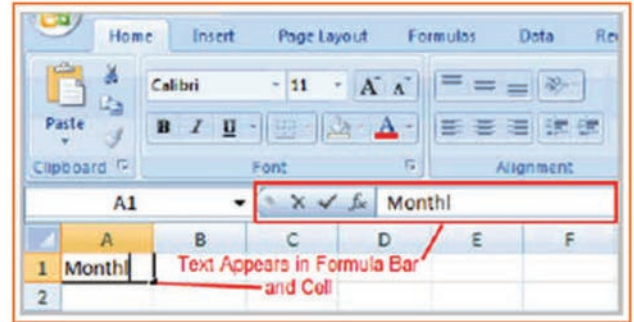 Home Insert Page Layout Formulas Data Rev
Calibri 11 A A
Paste B I U A
Clipboard Font Alignment
A1 fx Monthl
A B C D E F
1 Monthl Text Appears in Formula Bar
and Cell
2